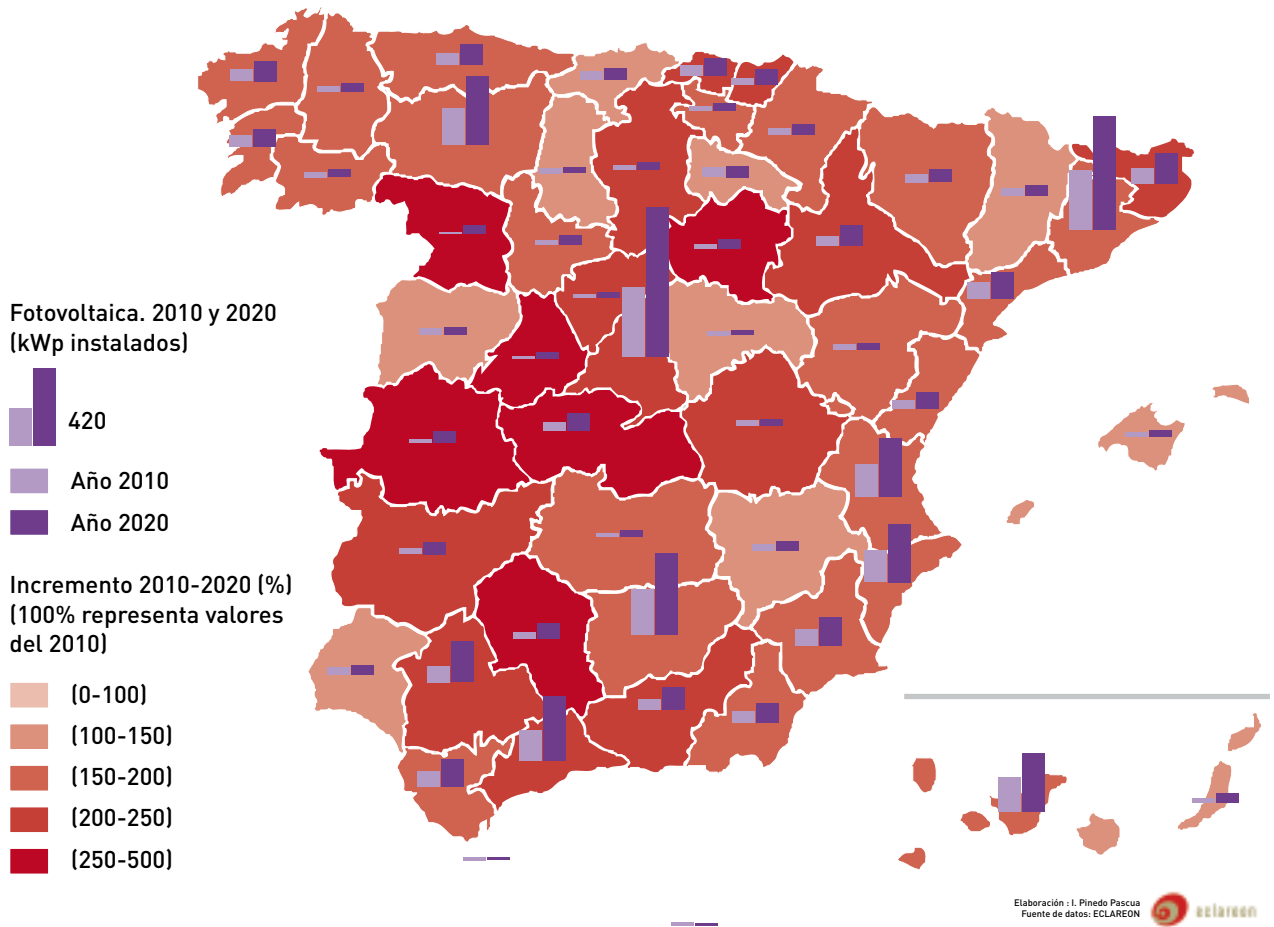 Fotovoltaica. 2010 y 2020
(kWp instalados)
420
Año 2010
Año 2020
Incremento 2010-2020 (%)
(100% representa valores
del 2010)
(0-100)
(100-150)
(150-200)
(200-250)
(250-500)
Elaboración : I. Pinedo Pascua
Fuente de datos: ECLAREON
eclareon